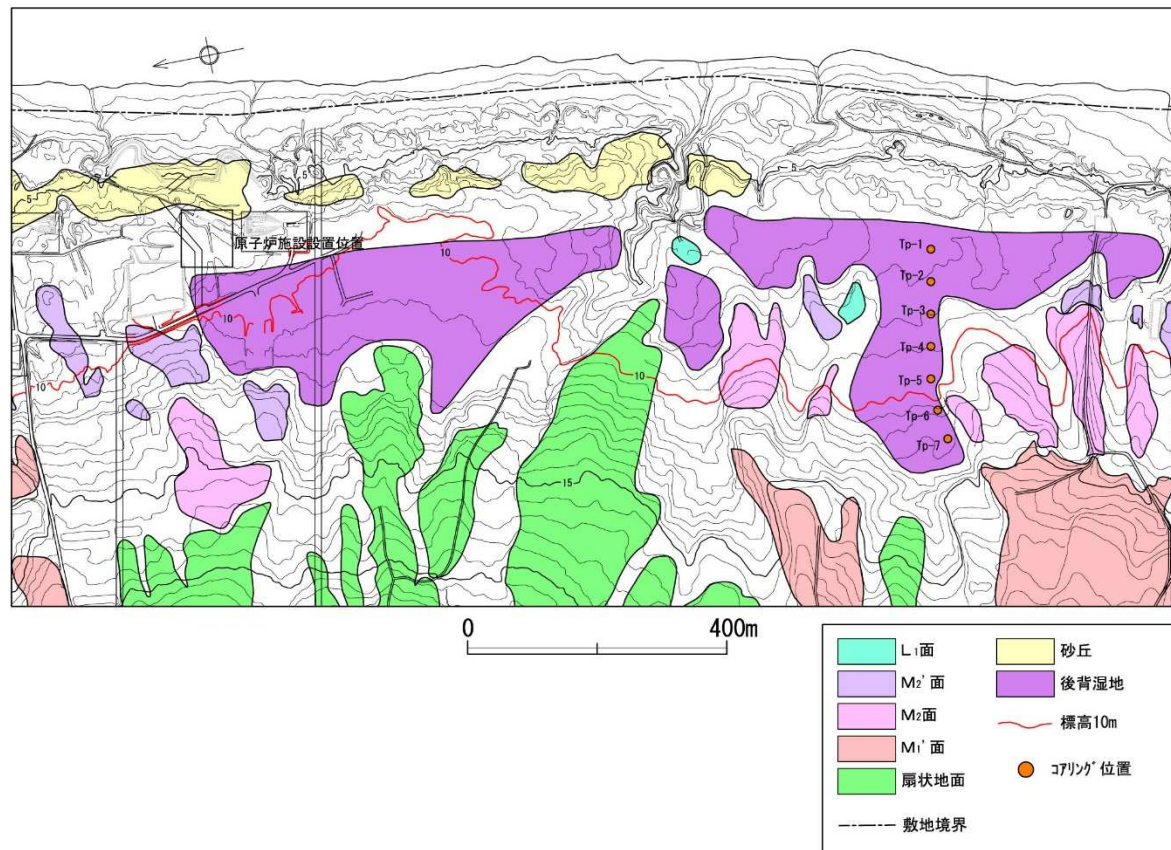 5
5
5
原子炉施設設置位置
10
10
10
10
10
15
Tp-1
Tp-2
Tp-3
Tp-4
Tp-5
Tp-6
Tp-7
0 400m
L₁面
M₂'面
M₂面
M₁'面
扇状地面
敷地境界
砂丘
後背湿地
標高10m
ｺｱﾘﾝｸﾞ位置